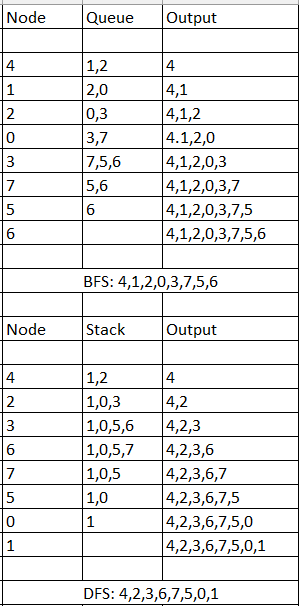 Node Queue Output
4 1,2 4
1 2,0 4,1
2 0,3 4,1,2
0 3,7 4.1,2,0
3 7,5,6 4,1,2,0,3
7 5,6 4,1,2,0,3,7
5 6 4,1,2,0,3,7,5
6 4,1,2,0,3,7,5,6
BFS: 4,1,2,0,3,7,5,6
Node Stack Output
4 1,2 4
2 1,0,3 4,2
3 1,0,5,6 4,2,3
6 1,0,5,7 4,2,3,6
7 1,0,5 4,2,3,6,7
5 1,0 4,2,3,6,7,5
0 1 4,2,3,6,7,5,0
1 4,2,3,6,7,5,0,1
DFS: 4,2,3,6,7,5,0,1